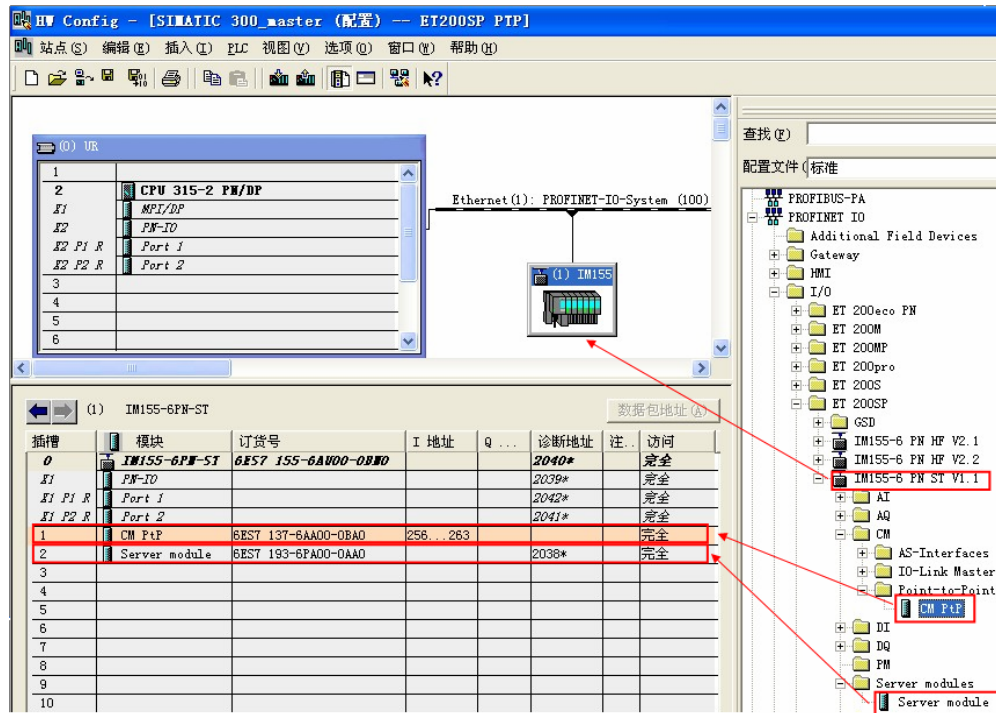 HW Config - [SIMATIC 300_master (配置) -- ET200SP PTP]
站点(S) 编辑(E) 插入(I) PLC 视图(V) 选项(O) 窗口(W) 帮助(H)
(0) UR
1
2 CPU 315-2 PN/DP
X1 MPI/DP
X2 PN-IO
X2 P1 R Port 1
X2 P2 R Port 2
3
4
5
6
Ethernet(1): PROFINET-IO-System (100)
(1) IM155
(1) IM155-6PN-ST
数据包地址(A)
插槽 模块 订货号 I 地址 Q ... 诊断地址 注.. 访问
0 IM155-6PN-ST 6ES7 155-6AU00-0BN0 2040* 完全
X1 PN-IO 2039* 完全
X1 P1 R Port 1 2042* 完全
X1 P2 R Port 2 2041* 完全
1 CM PtP 6ES7 137-6AA00-0BA0 256...263 完全
2 Server module 6ES7 193-6PA00-0AA0 2038* 完全
3
4
5
6
7
8
9
10
查找(F)
配置文件( 标准
PROFIBUS-PA
PROFINET IO
Additional Field Devices
Gateway
HMI
I/O
ET 200eco PN
ET 200M
ET 200MP
ET 200pro
ET 200S
ET 200SP
GSD
IM155-6 PN HF V2.1
IM155-6 PN HF V2.2
IM155-6 PN ST V1.1
AI
AQ
CM
AS-Interfaces
IO-Link Master
Point-to-Point
CM PtP
DI
DQ
PM
Server modules
Server module